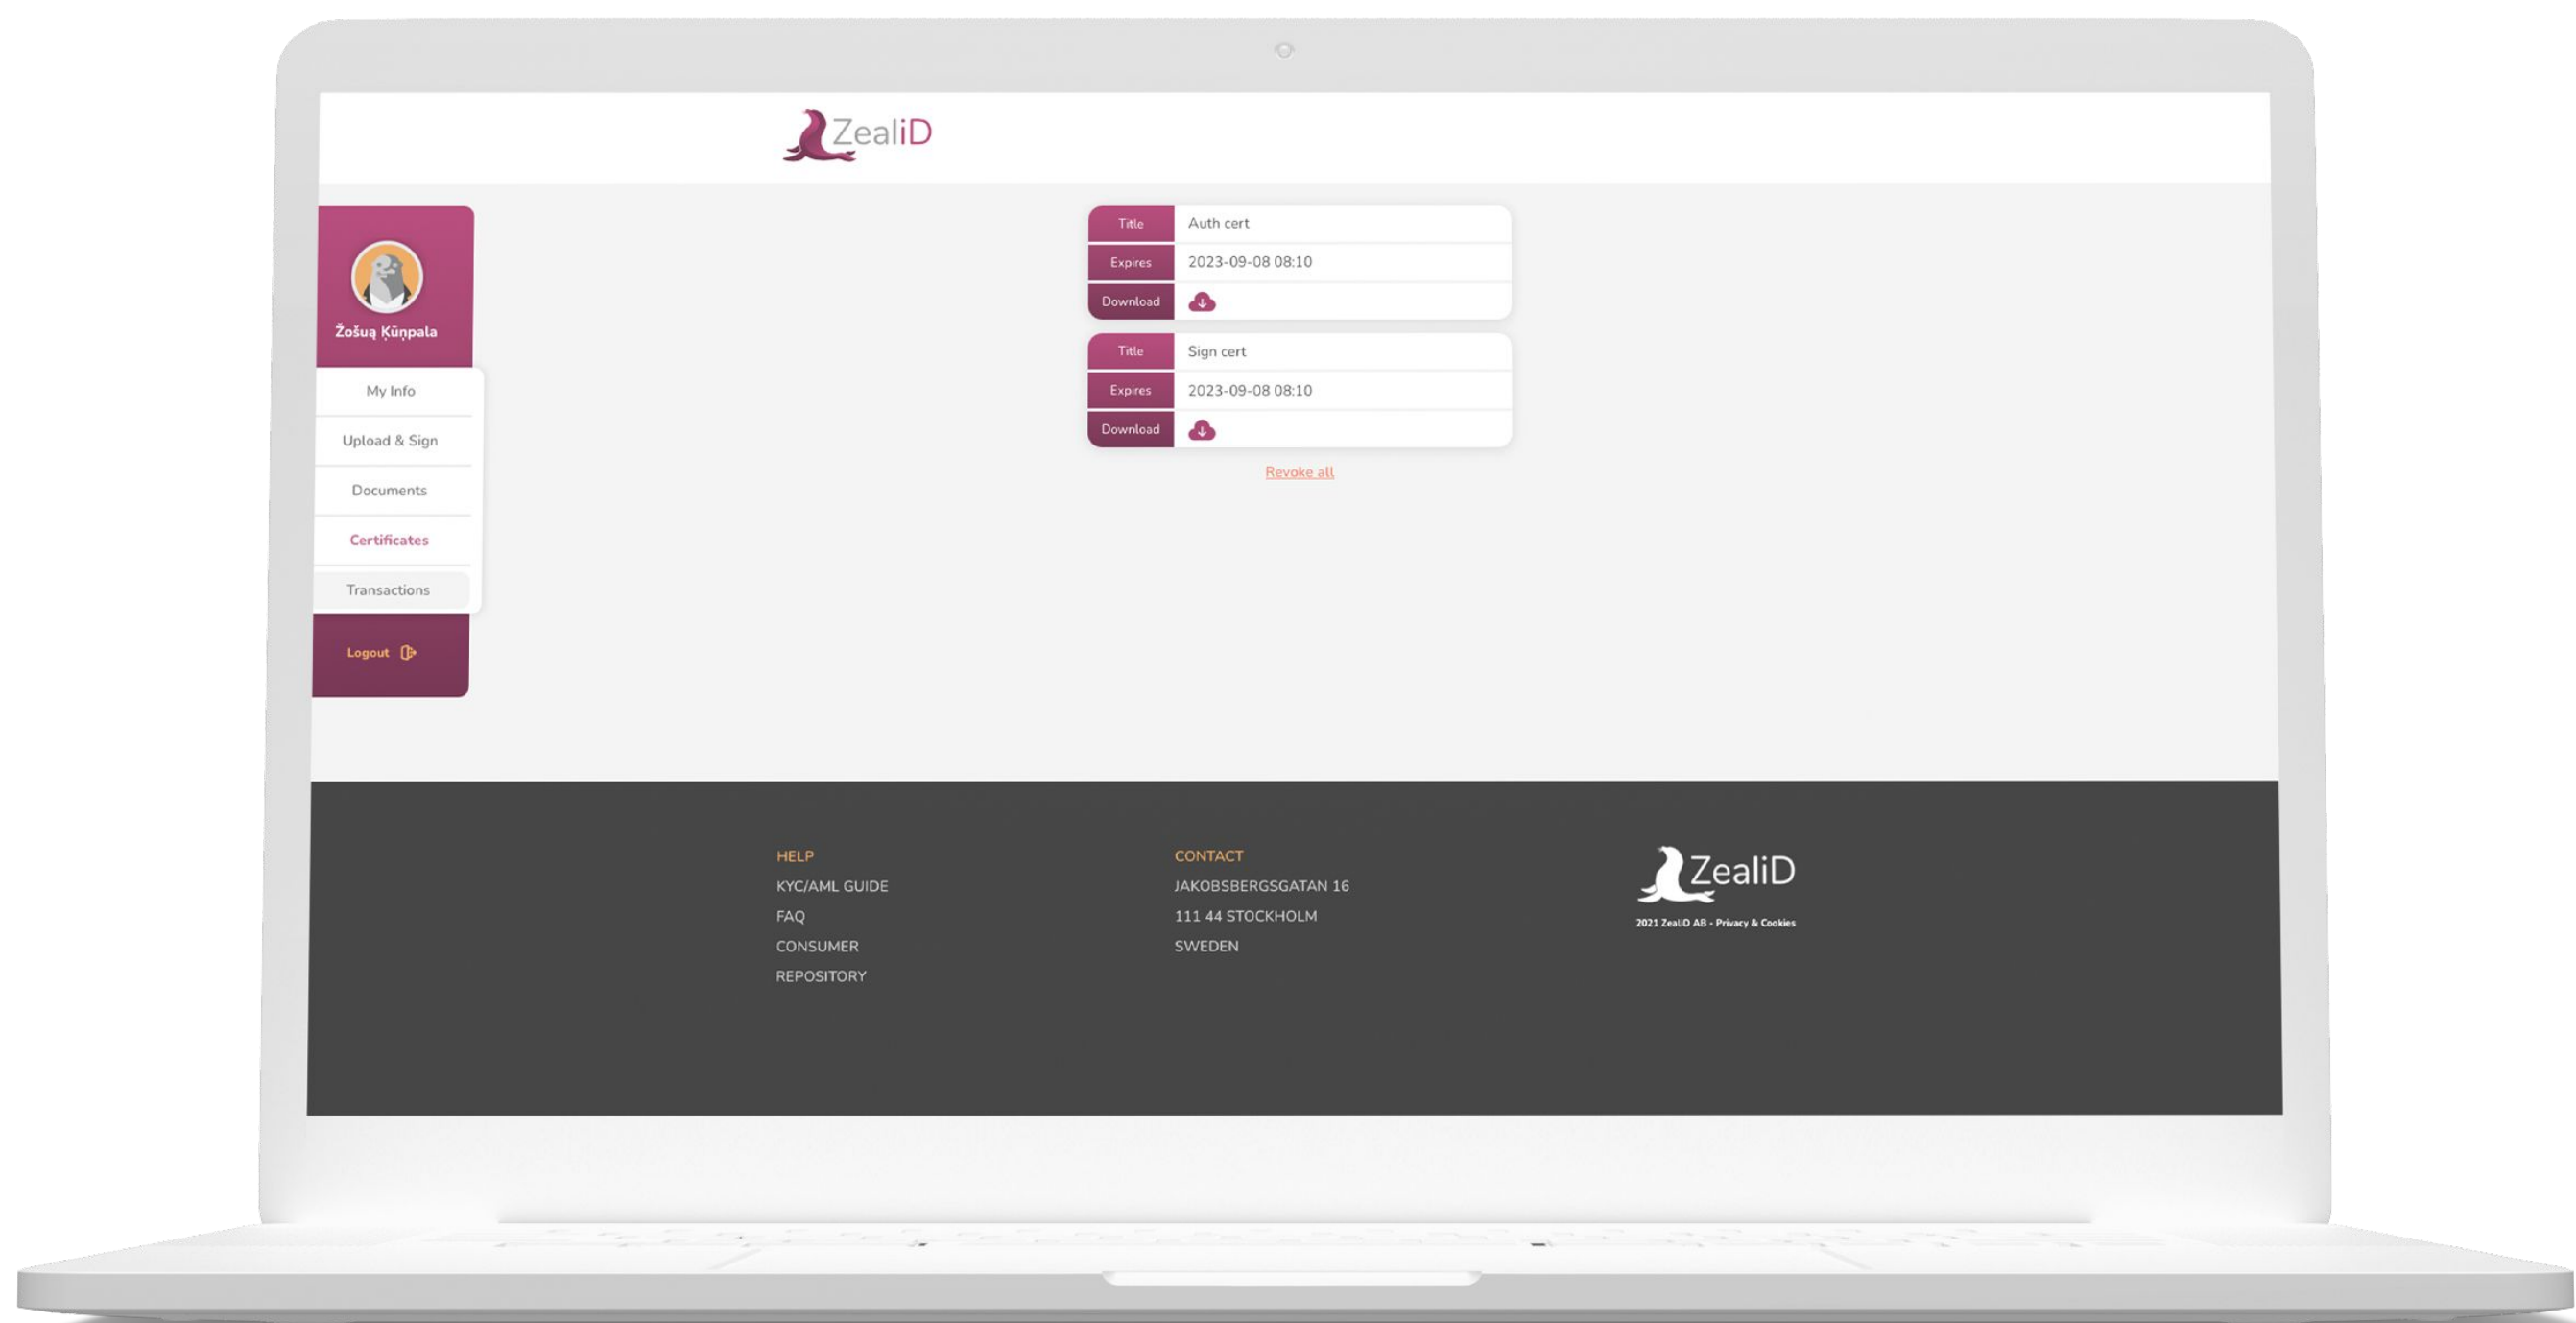 ZealiD
Žošuą Ķūņpala
My Info
Upload & Sign
Documents
Certificates
Transactions
Logout
Title Auth cert
Expires 2023-09-08 08:10
Download
Title Sign cert
Expires 2023-09-08 08:10
Download
Revoke all
HELP
KYC/AML GUIDE
FAQ
CONSUMER
REPOSITORY
CONTACT
JAKOBSBERGSGATAN 16
111 44 STOCKHOLM
SWEDEN
ZealiD
2021 ZealiD AB - Privacy & Cookies